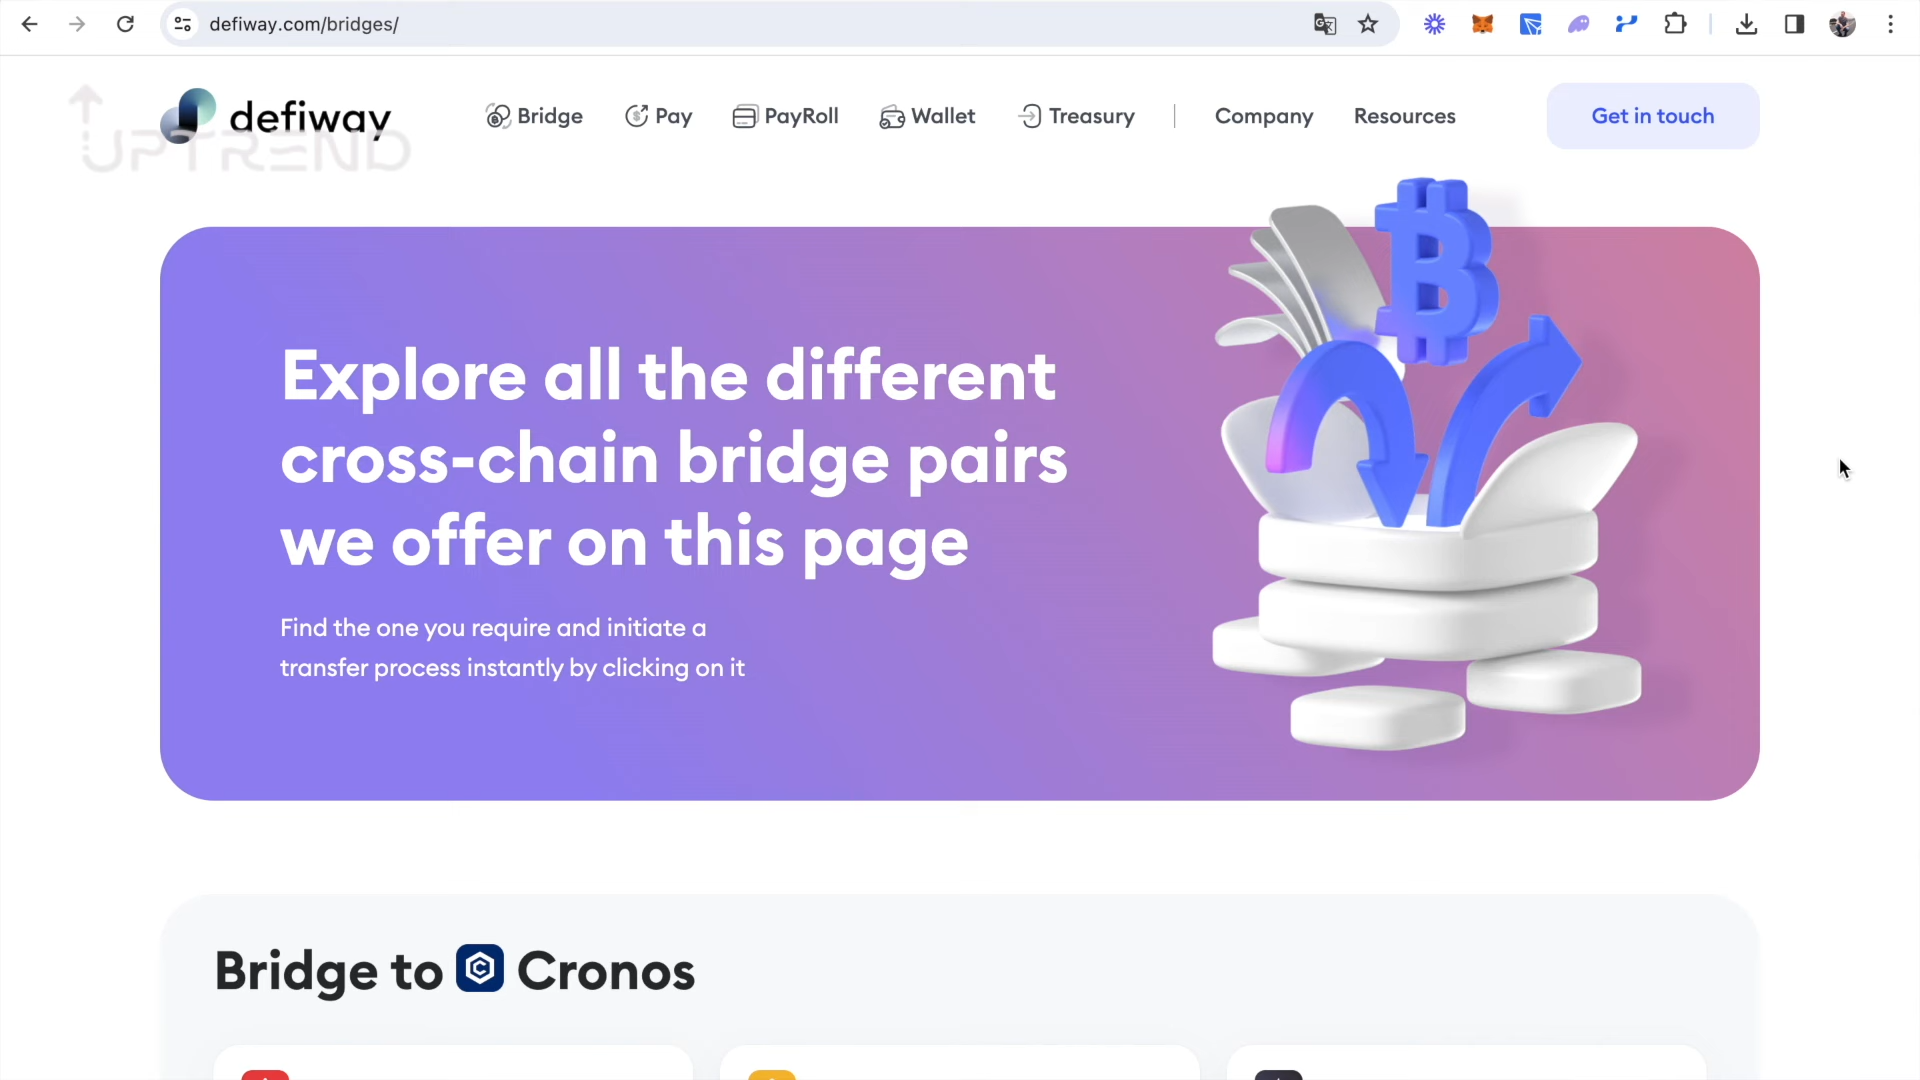 defiway.com/bridges/
defiway
UPTREND
Bridge
Pay
PayRoll
Wallet
Treasury
Company
Resources
Get in touch
Explore all the different
cross-chain bridge pairs
we offer on this page
Find the one you require and initiate a
transfer process instantly by clicking on it
Bridge to Cronos